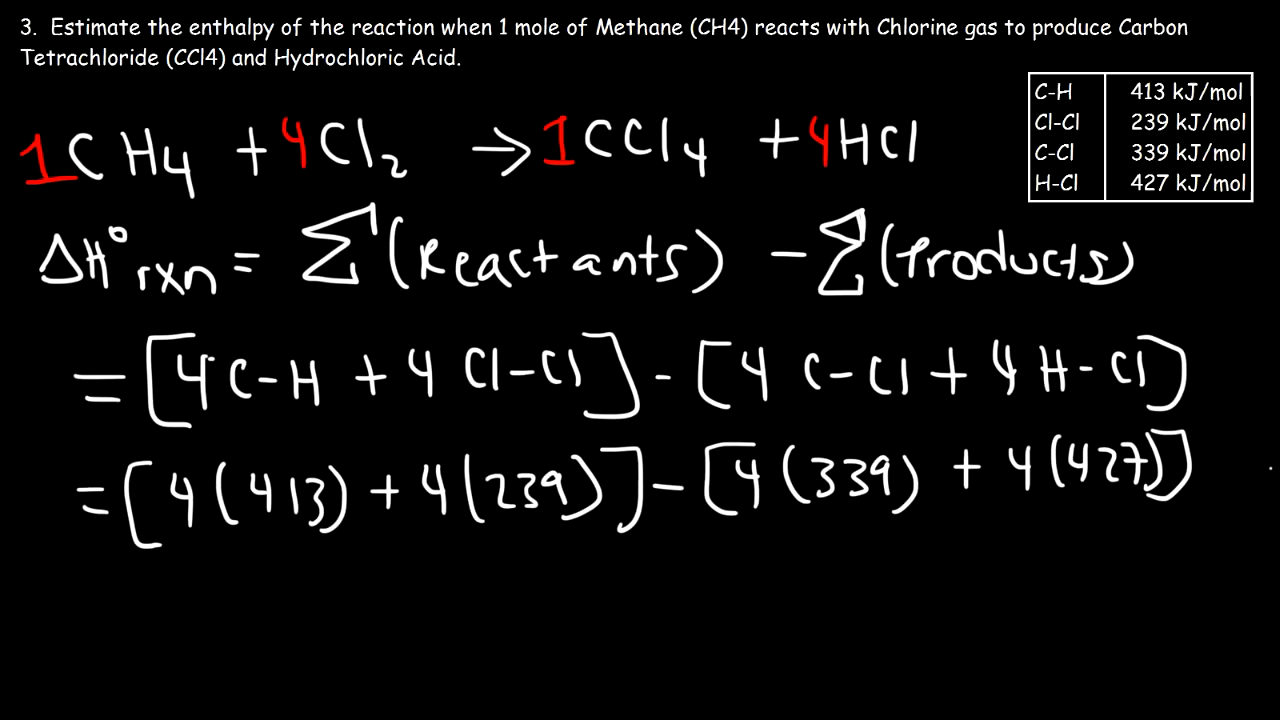 3. Estimate the enthalpy of the reaction when 1 mole of Methane (CH4) reacts with Chlorine gas to produce Carbon
Tetrachloride (CCl4) and Hydrochloric Acid.
C-H 413 kJ/mol
Cl-Cl 239 kJ/mol
C-Cl 339 kJ/mol
H-Cl 427 kJ/mol
1CH₄ + 4Cl₂ → 1CCl₄ + 4HCl
ΔH°rxn = Σ(Reactants) - Σ(Products)
= [4 C-H + 4 Cl-Cl] - [4 C-Cl + 4 H-Cl]
= [4(413) + 4(239)] - [4(339) + 4(427)]